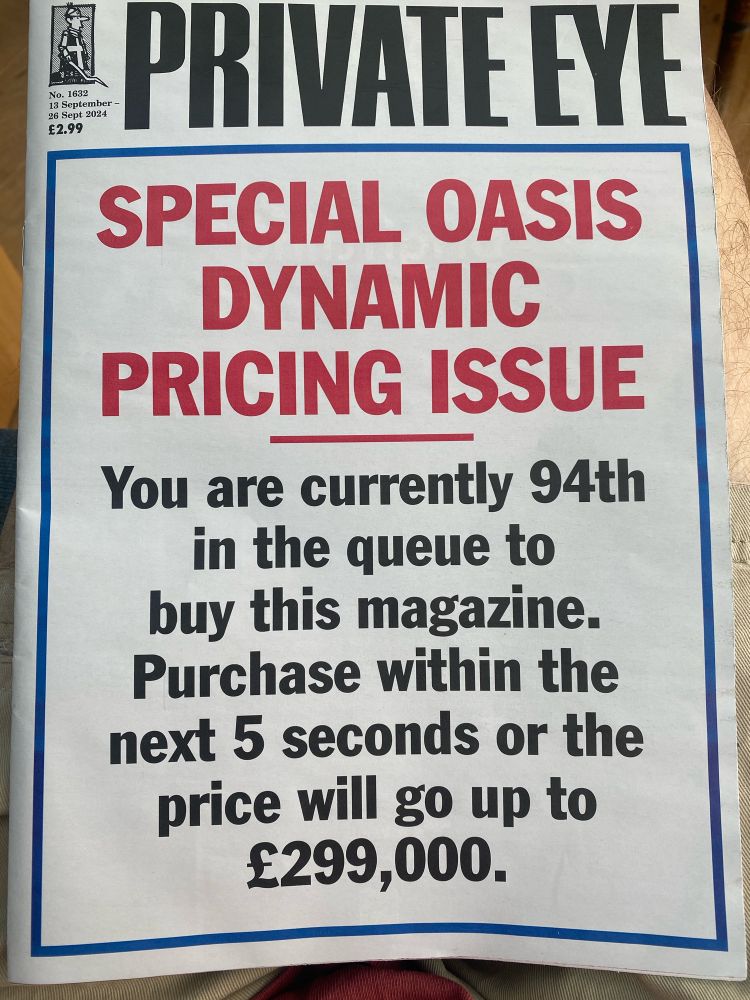 PRIVATE EYE
No. 1632
13 September –
26 Sept 2024
£2.99
SPECIAL OASIS
DYNAMIC
PRICING ISSUE
You are currently 94th
in the queue to
buy this magazine.
Purchase within the
next 5 seconds or the
price will go up to
£299,000.